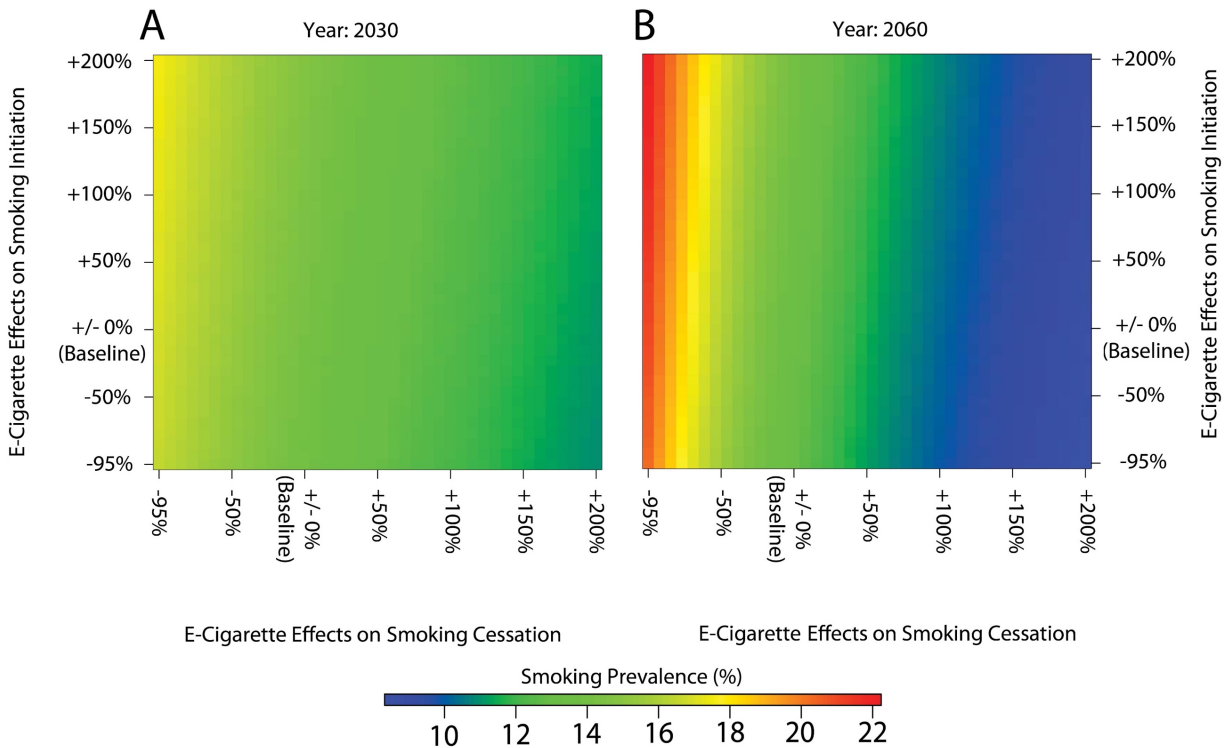 A
Year: 2030
B
Year: 2060
E-Cigarette Effects on Smoking Initiation
+200%
+150%
+100%
+50%
+/- 0%
(Baseline)
-50%
-95%
+200%
+150%
+100%
+50%
+/- 0%
(Baseline)
-50%
-95%
E-Cigarette Effects on Smoking Initiation
-95%
-50%
+/- 0%
(Baseline)
+50%
+100%
+150%
+200%
-95%
-50%
+/- 0%
(Baseline)
+50%
+100%
+150%
+200%
E-Cigarette Effects on Smoking Cessation
E-Cigarette Effects on Smoking Cessation
Smoking Prevalence (%)
10 12 14 16 18 20 22